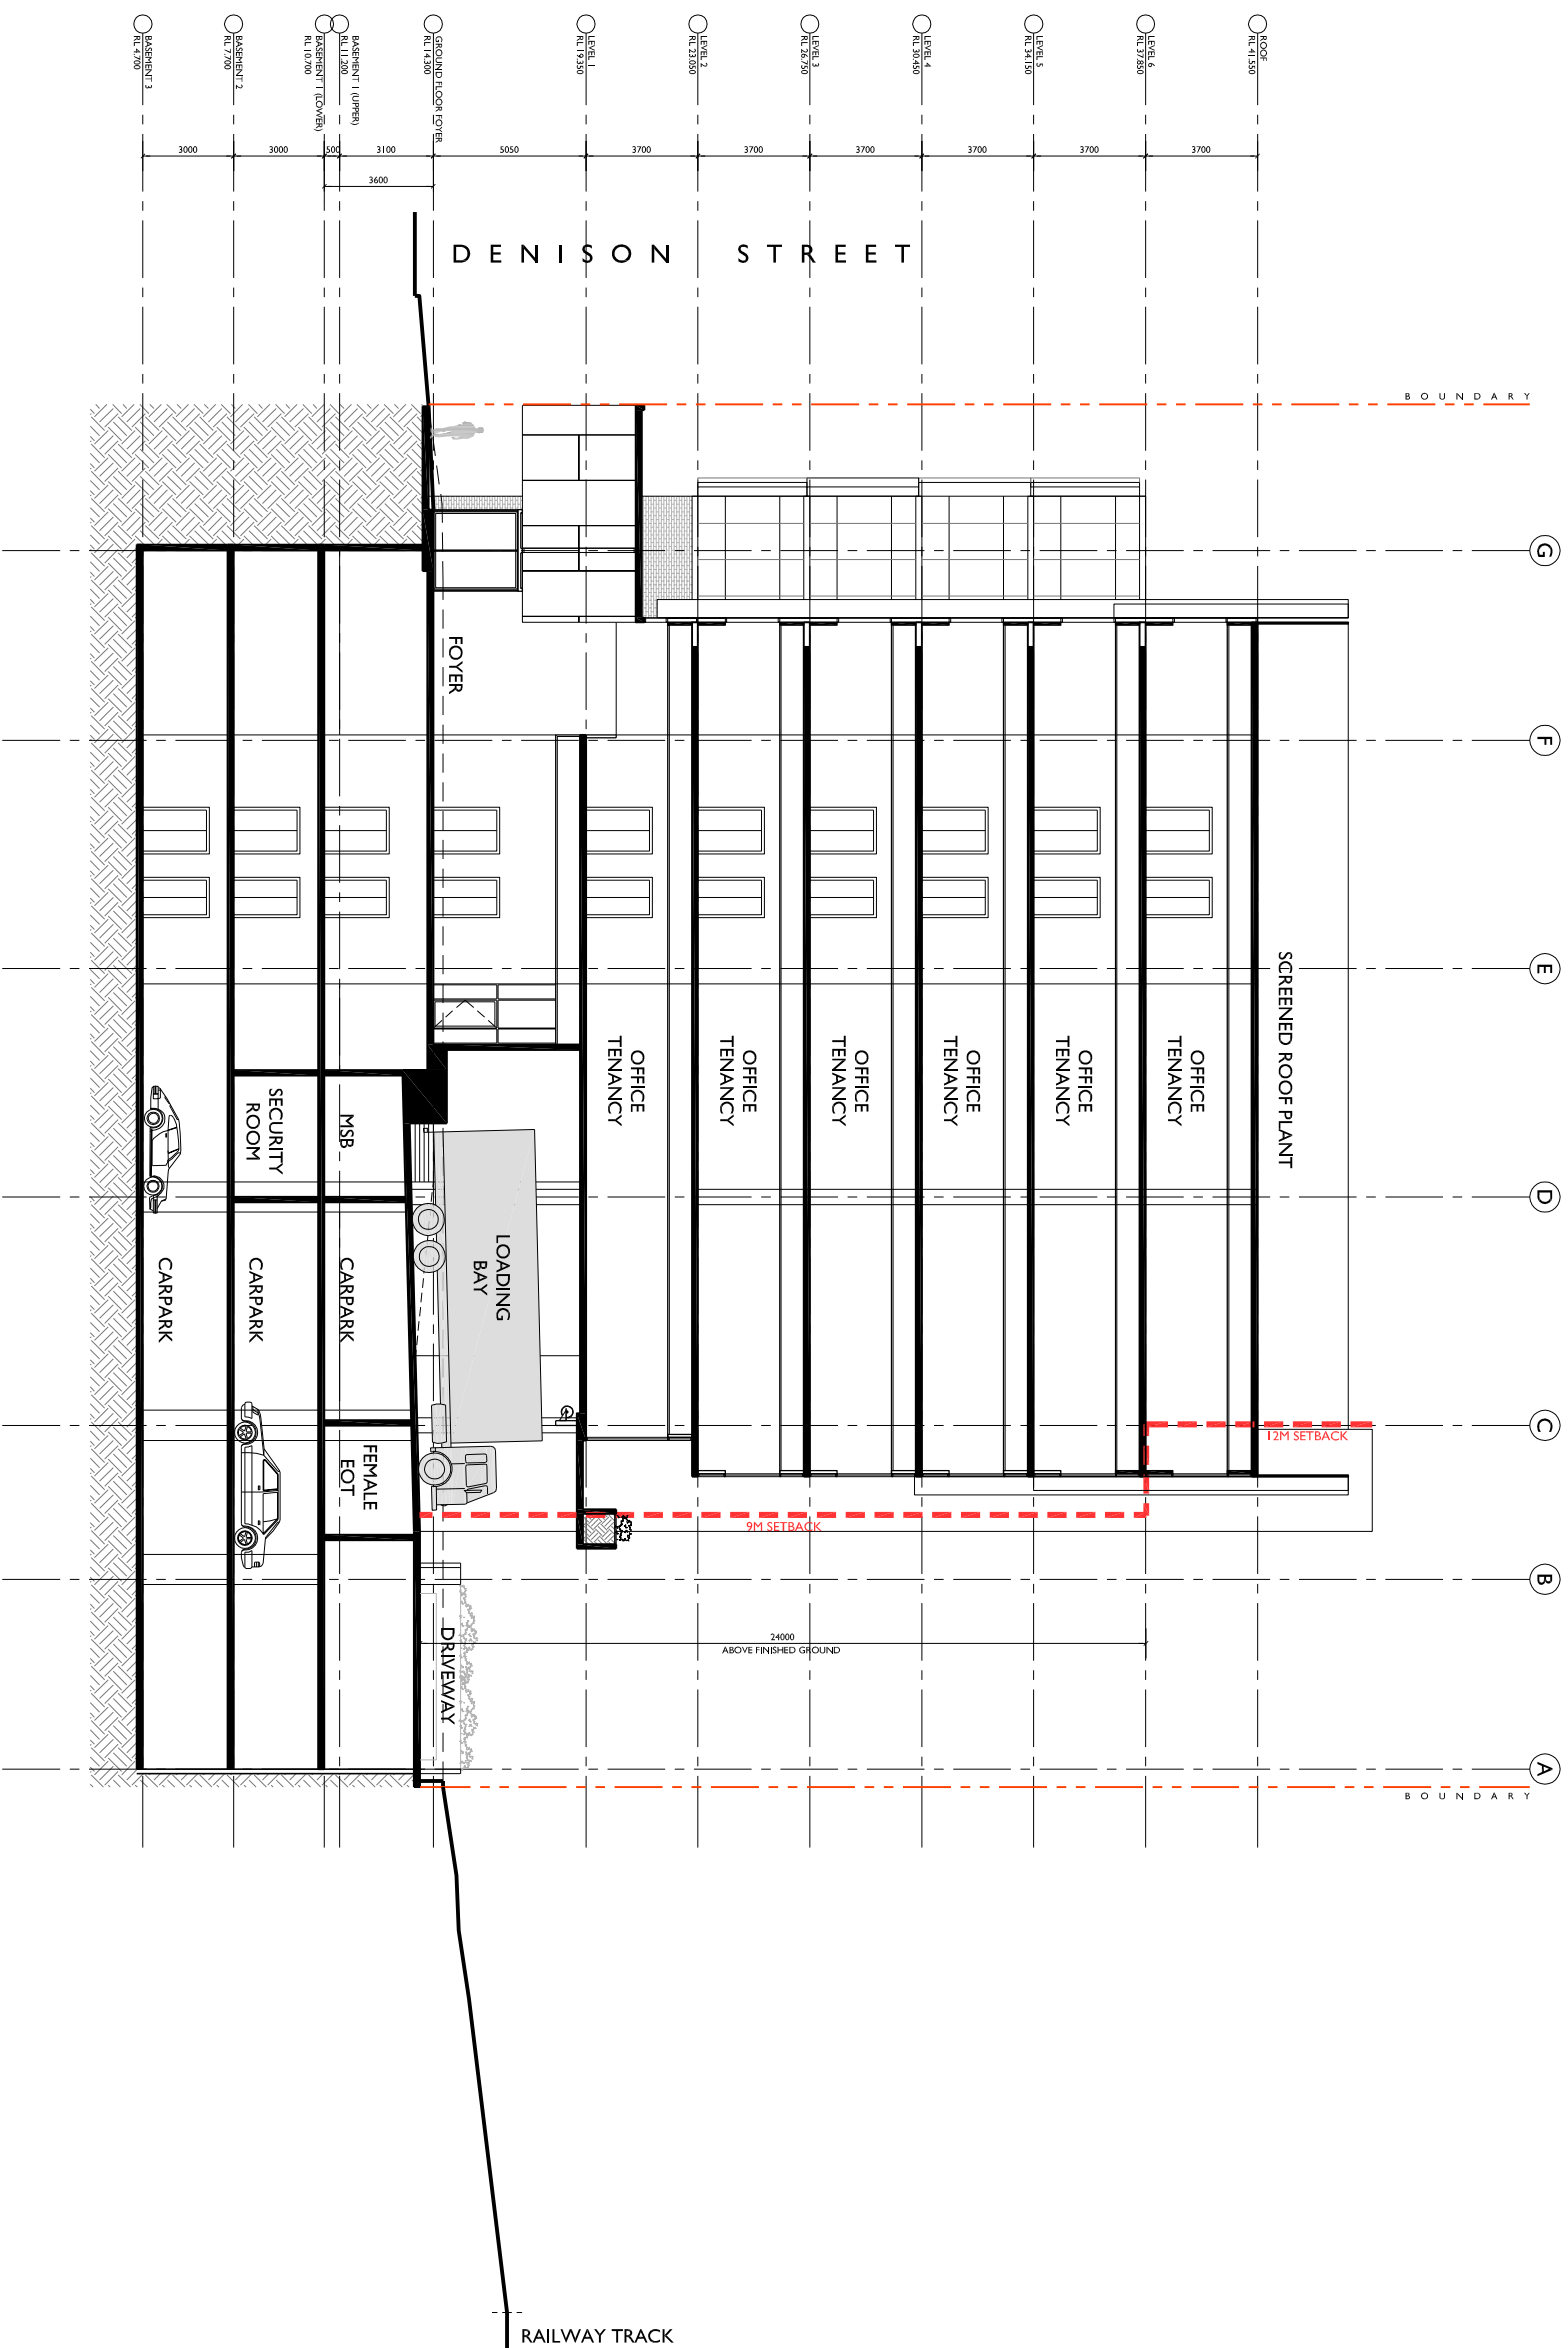 ROOF
RL 41.550
LEVEL 6
RL 37.850
LEVEL 5
RL 34.150
LEVEL 4
RL 30.450
LEVEL 3
RL 26.750
LEVEL 2
RL 23.050
LEVEL 1
RL 19.350
GROUND FLOOR FOYER
RL 14.300
BASEMENT 1 (UPPER)
RL 11.200
BASEMENT 1 (LOWER)
RL 10.700
BASEMENT 2
RL 7.700
BASEMENT 3
RL 4.700
3000
3000
500
3100
5050
3700
3700
3700
3700
3700
3700
3600
DENISON STREET
BOUNDARY
G
F
E
D
C
B
A
FOYER
SCREENED ROOF PLANT
OFFICE
TENANCY
OFFICE
TENANCY
OFFICE
TENANCY
OFFICE
TENANCY
OFFICE
TENANCY
OFFICE
TENANCY
SECURITY
ROOM
MSB
LOADING
BAY
CARPARK
CARPARK
CARPARK
FEMALE
EOT
12M SETBACK
9M SETBACK
24000
ABOVE FINISHED GROUND
DRIVEWAY
BOUNDARY
RAILWAY TRACK